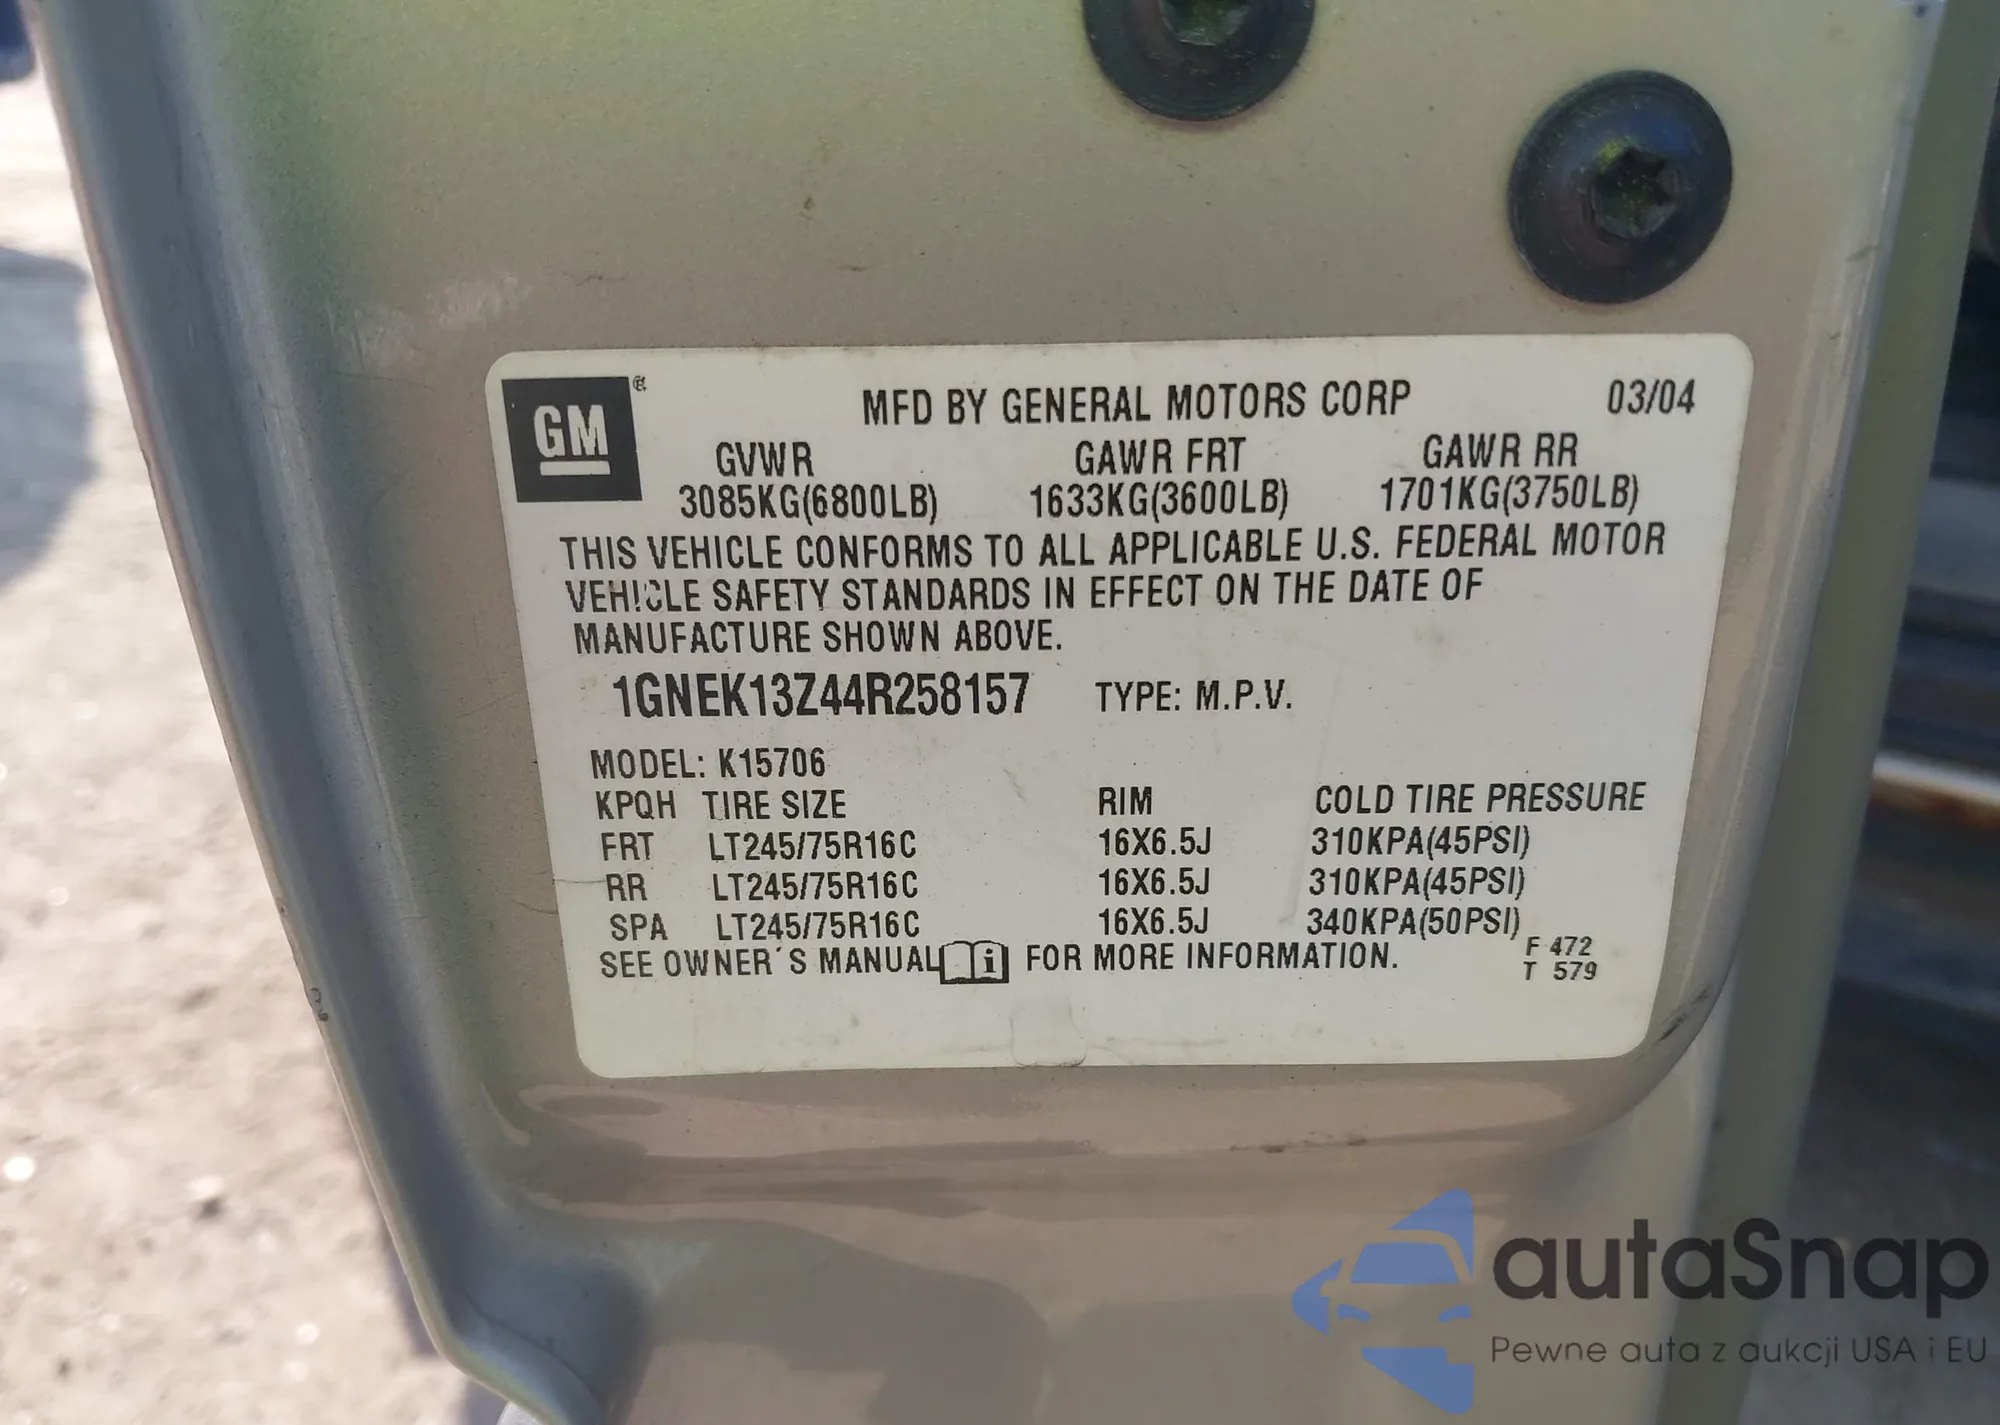 GM ®
MFD BY GENERAL MOTORS CORP 03/04
GVWR GAWR FRT GAWR RR
3085KG(6800LB) 1633KG(3600LB) 1701KG(3750LB)
THIS VEHICLE CONFORMS TO ALL APPLICABLE U.S. FEDERAL MOTOR
VEHICLE SAFETY STANDARDS IN EFFECT ON THE DATE OF
MANUFACTURE SHOWN ABOVE.
1GNEK13Z44R258157 TYPE: M.P.V.
MODEL: K15706
KPQH TIRE SIZE RIM COLD TIRE PRESSURE
FRT LT245/75R16C 16X6.5J 310KPA(45PSI)
RR LT245/75R16C 16X6.5J 310KPA(45PSI)
SPA LT245/75R16C 16X6.5J 340KPA(50PSI)
SEE OWNER´S MANUAL i FOR MORE INFORMATION.
F 472
T 579
autaSnap
Pewne auta z aukcji USA i EU